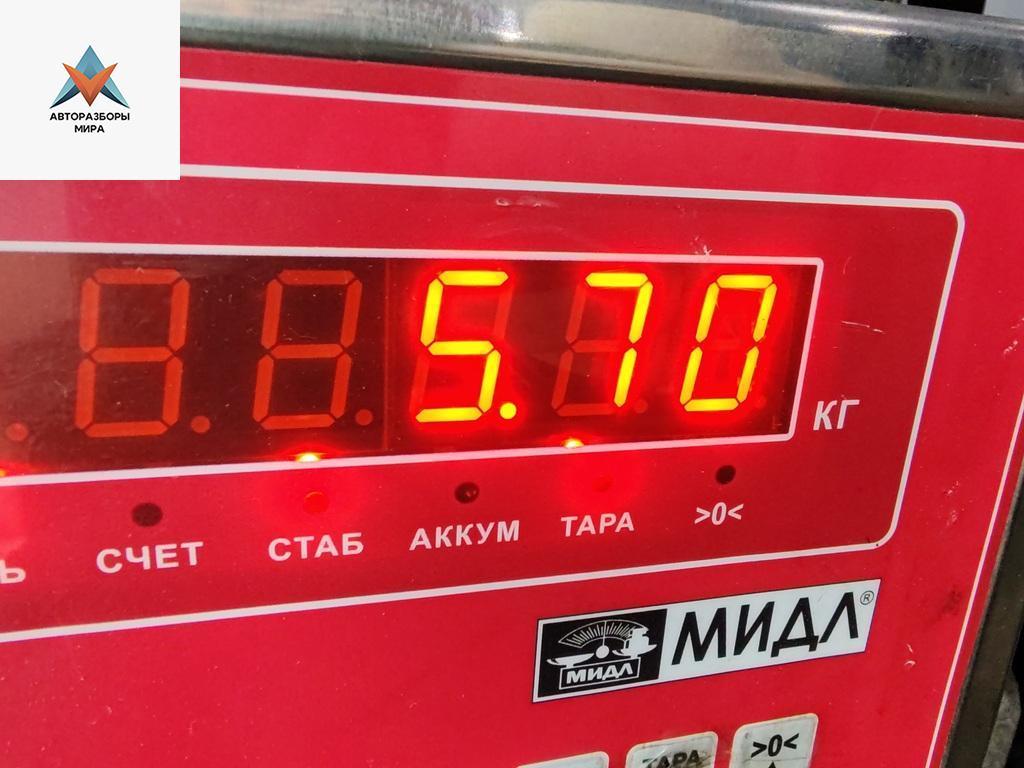 АВТОРАЗБОРЫ
МИРА
5.70
КГ
СЧЕТ
СТАБ
АККУМ
ТАРА
>0<
МИДЛ
МИДЛ®
ТАРА
>0<